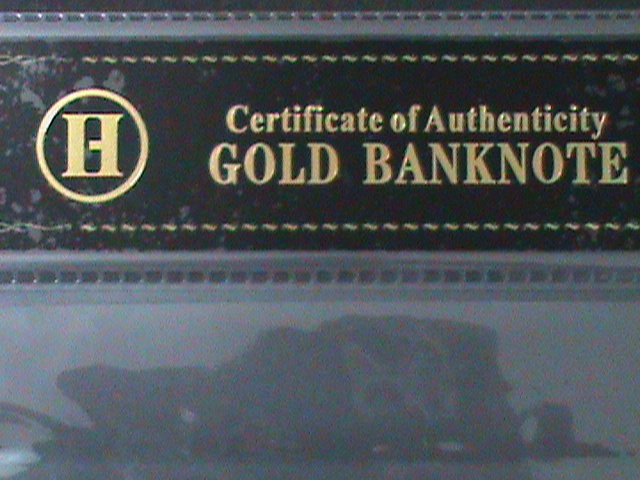 H
Certificate of Authenticity
GOLD BANKNOTE